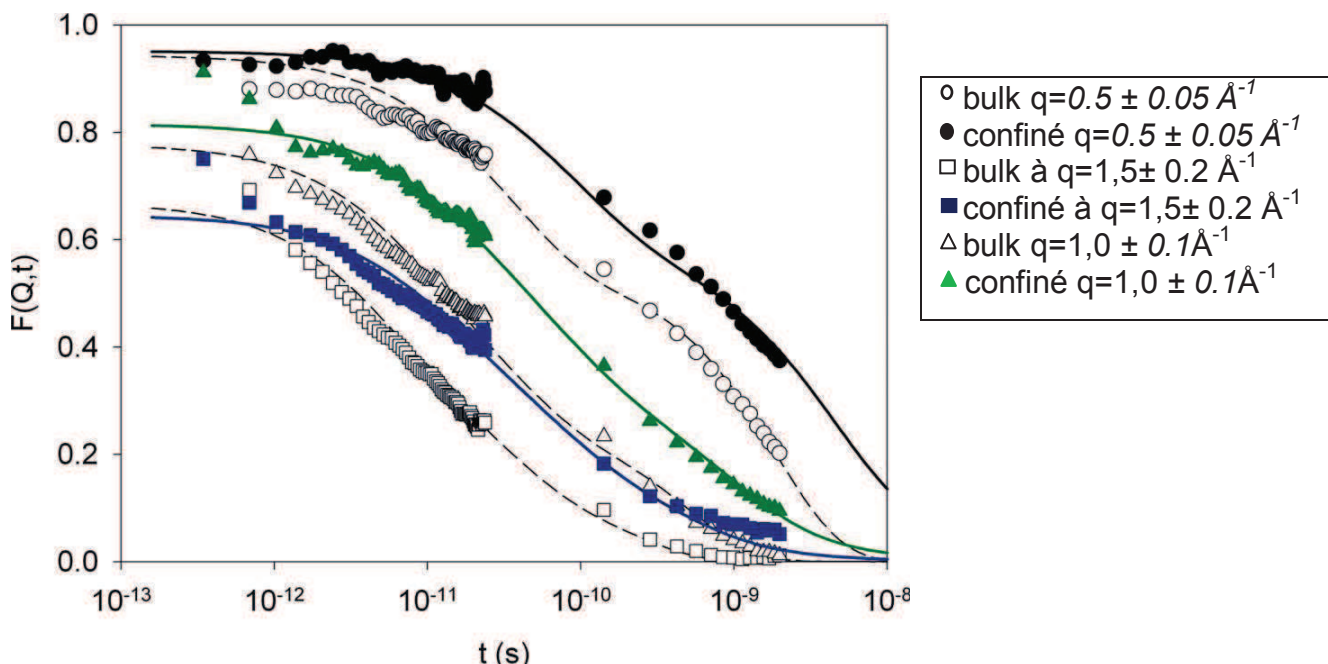 1.0
0.8
0.6
0.4
0.2
0.0
F(Q,t)
10⁻¹³ 10⁻¹² 10⁻¹¹ 10⁻¹⁰ 10⁻⁹ 10⁻⁸
t (s)
bulk q=0.5 ± 0.05 Å⁻¹
confiné q=0.5 ± 0.05 Å⁻¹
bulk à q=1,5± 0.2 Å⁻¹
confiné à q=1,5± 0.2 Å⁻¹
bulk q=1,0 ± 0.1Å⁻¹
confiné q=1,0 ± 0.1Å⁻¹